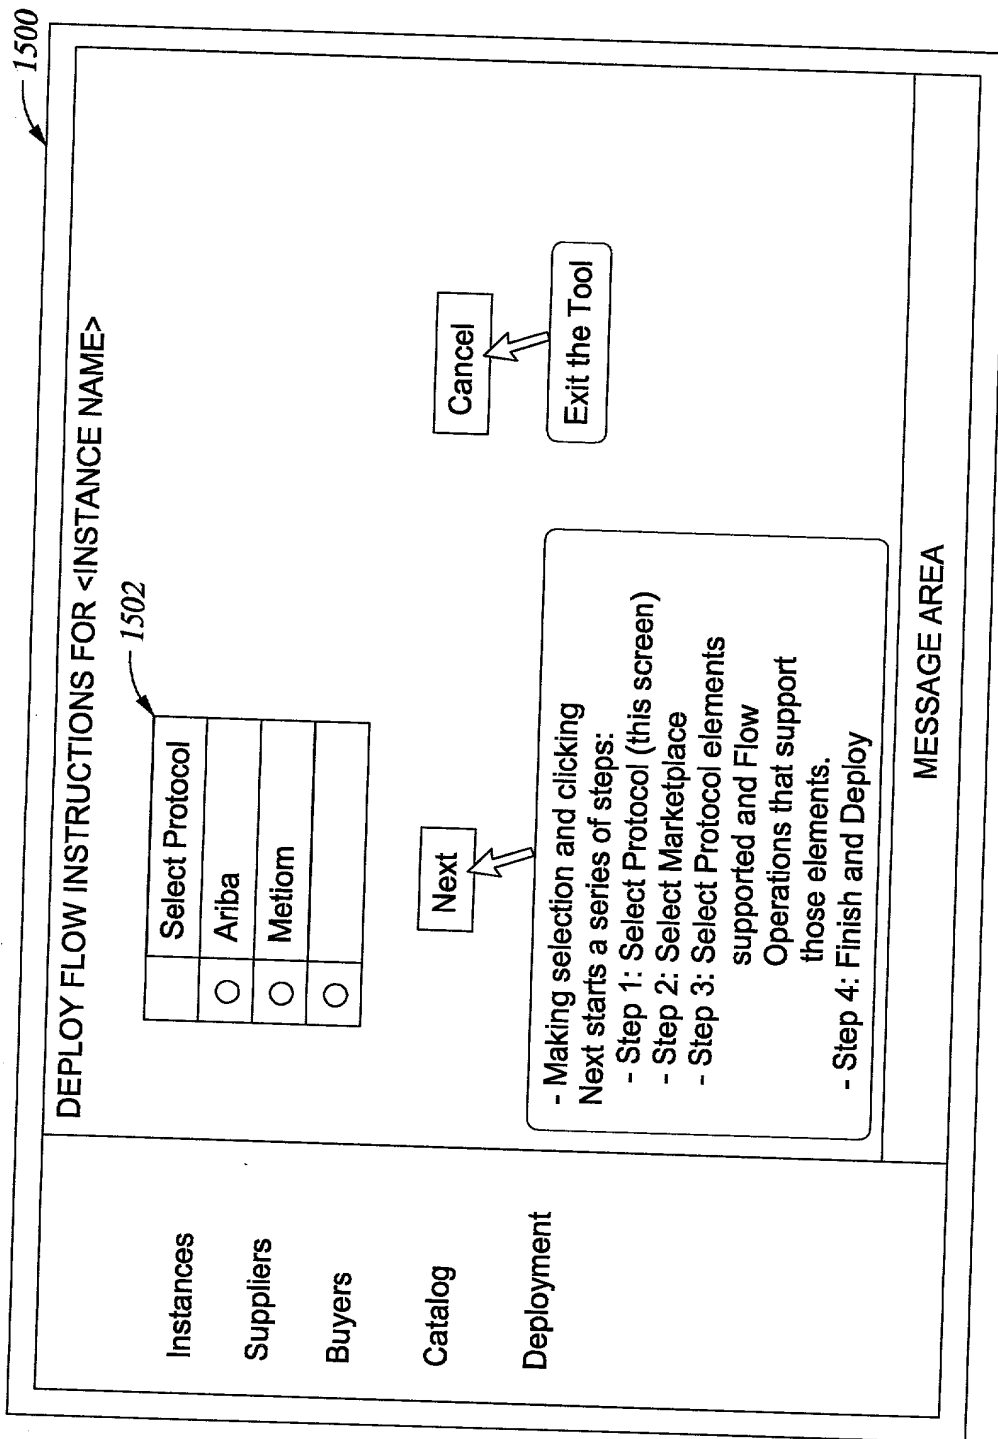 1500
DEPLOY FLOW INSTRUCTIONS FOR <INSTANCE NAME>
1502
Instances
Suppliers
Buyers
Catalog
Deployment
Select Protocol
Ariba
Metiom
Next
Cancel
- Making selection and clicking
Next starts a series of steps:
- Step 1: Select Protocol (this screen)
- Step 2: Select Marketplace
- Step 3: Select Protocol elements
supported and Flow
Operations that support
those elements.
- Step 4: Finish and Deploy
Exit the Tool
MESSAGE AREA